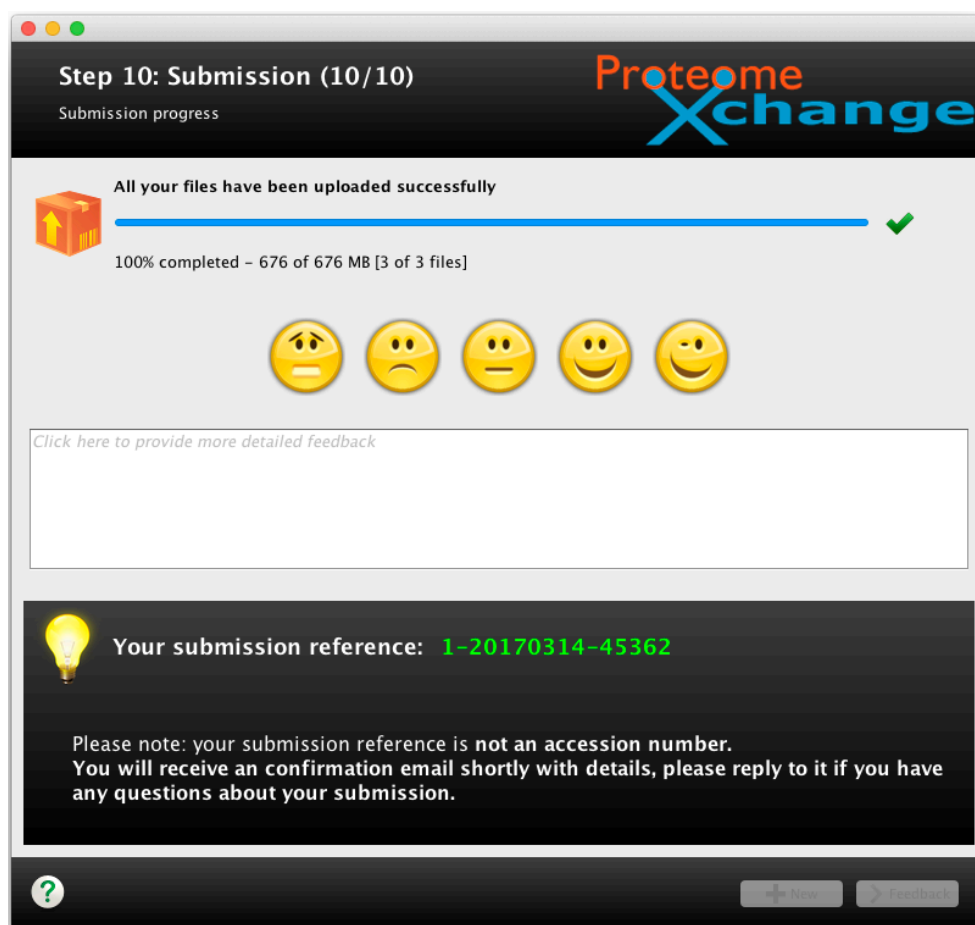 Step 10: Submission (10/10)
Submission progress
Proteome
Xchange
All your files have been uploaded successfully
100% completed – 676 of 676 MB [3 of 3 files]
Click here to provide more detailed feedback
Your submission reference: 1-20170314-45362
Please note: your submission reference is not an accession number.
You will receive an confirmation email shortly with details, please reply to it if you have
any questions about your submission.
?
New
Feedback